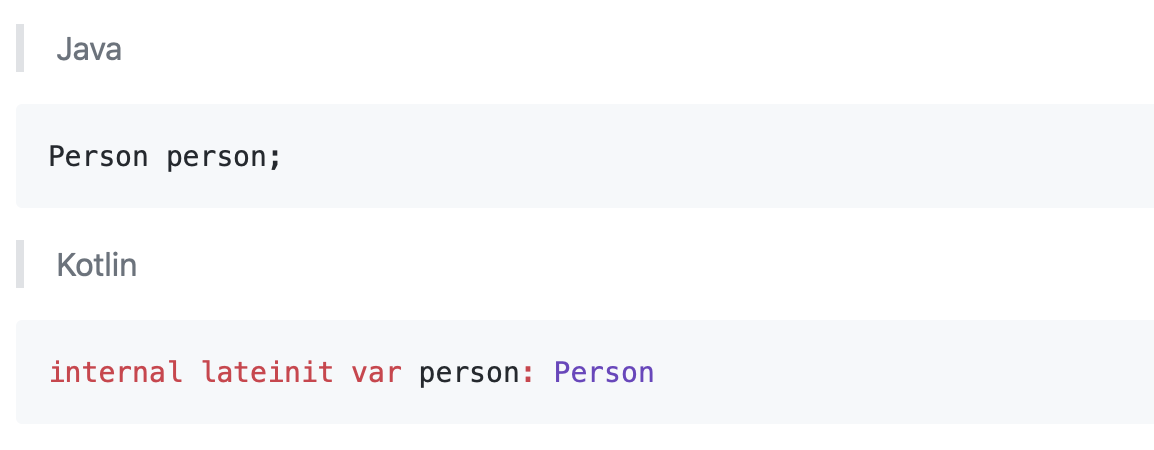 Java
Person person;
Kotlin
internal lateinit var person: Person